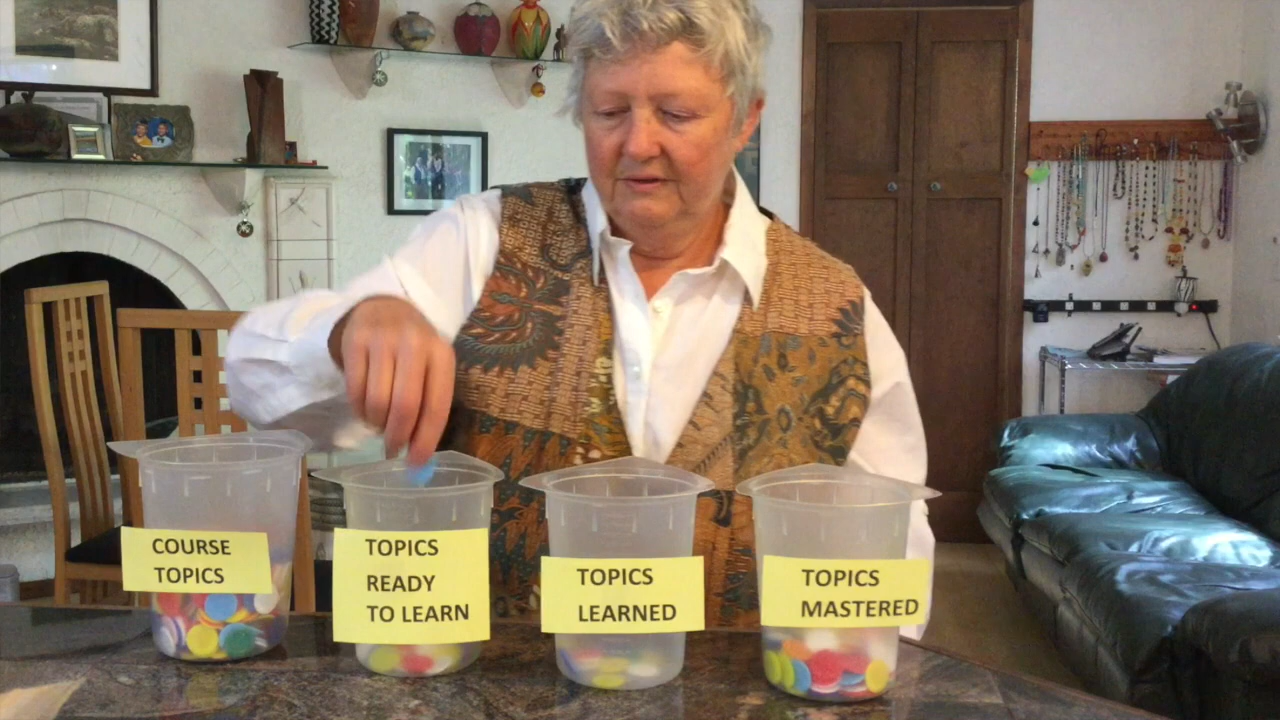 COURSE
TOPICS
TOPICS
READY
TO LEARN
TOPICS
LEARNED
TOPICS
MASTERED